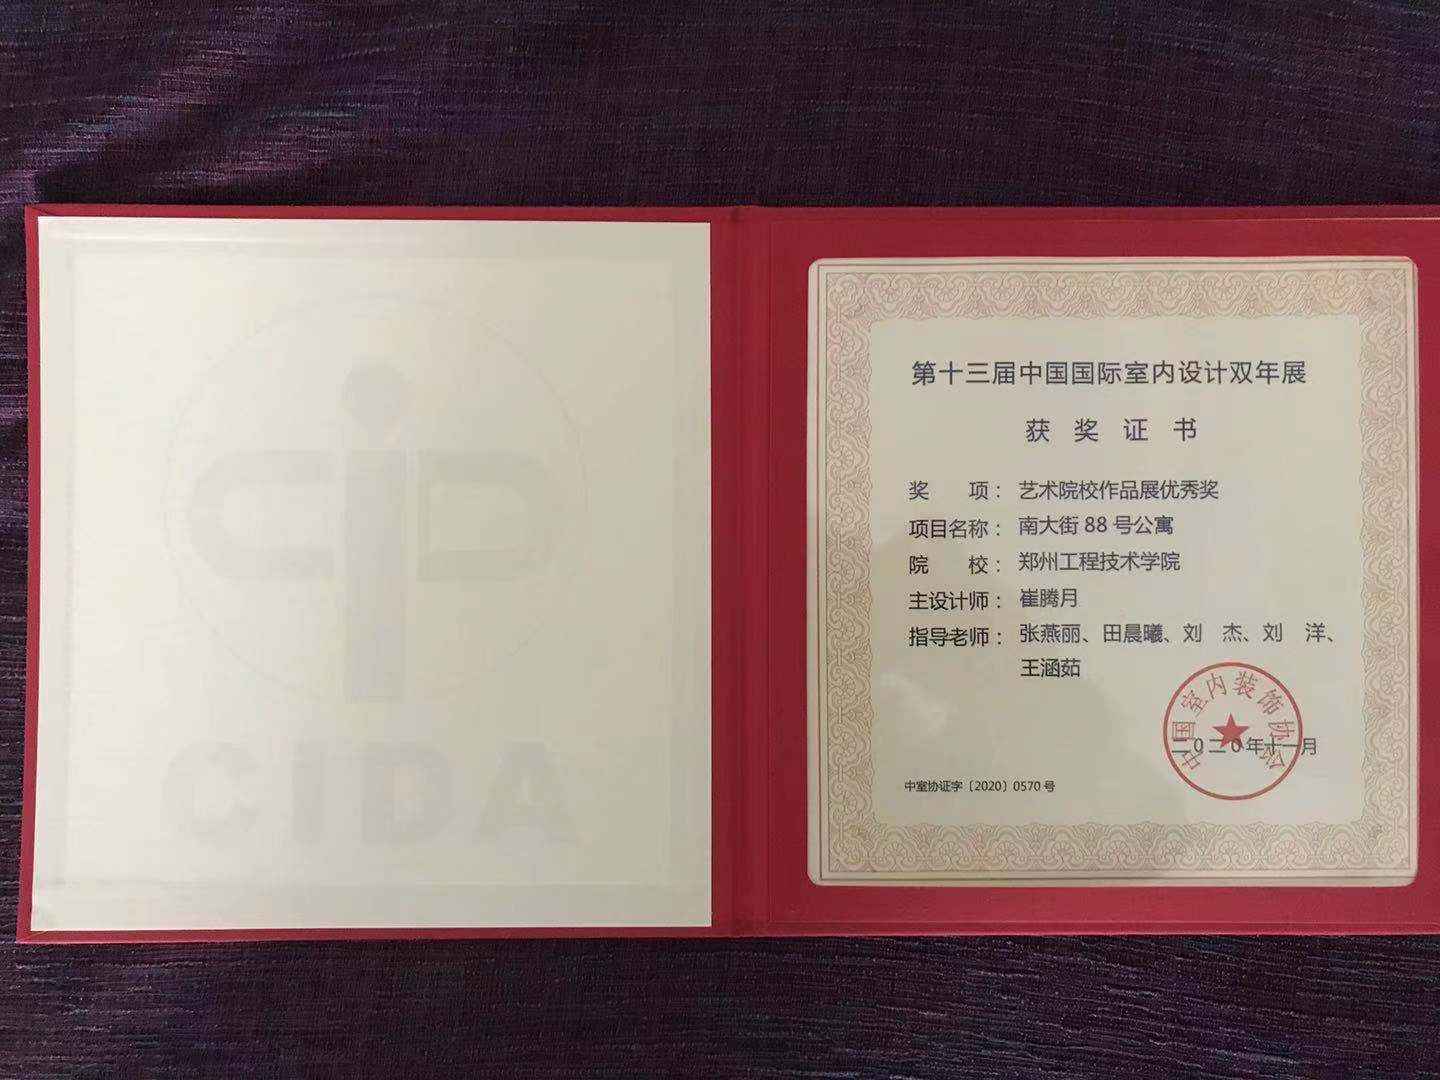 CIDA
第十三届中国国际室内设计双年展
获奖证书
奖 项： 艺术院校作品展优秀奖
项目名称： 南大街 88 号公寓
院 校： 郑州工程技术学院
主设计师： 崔腾月
指导老师： 张燕丽、田晨曦、刘 杰、刘 洋、
王涵茹
中国室内装饰协会
二0二0年十一月
中室协证字〔2020〕0570 号